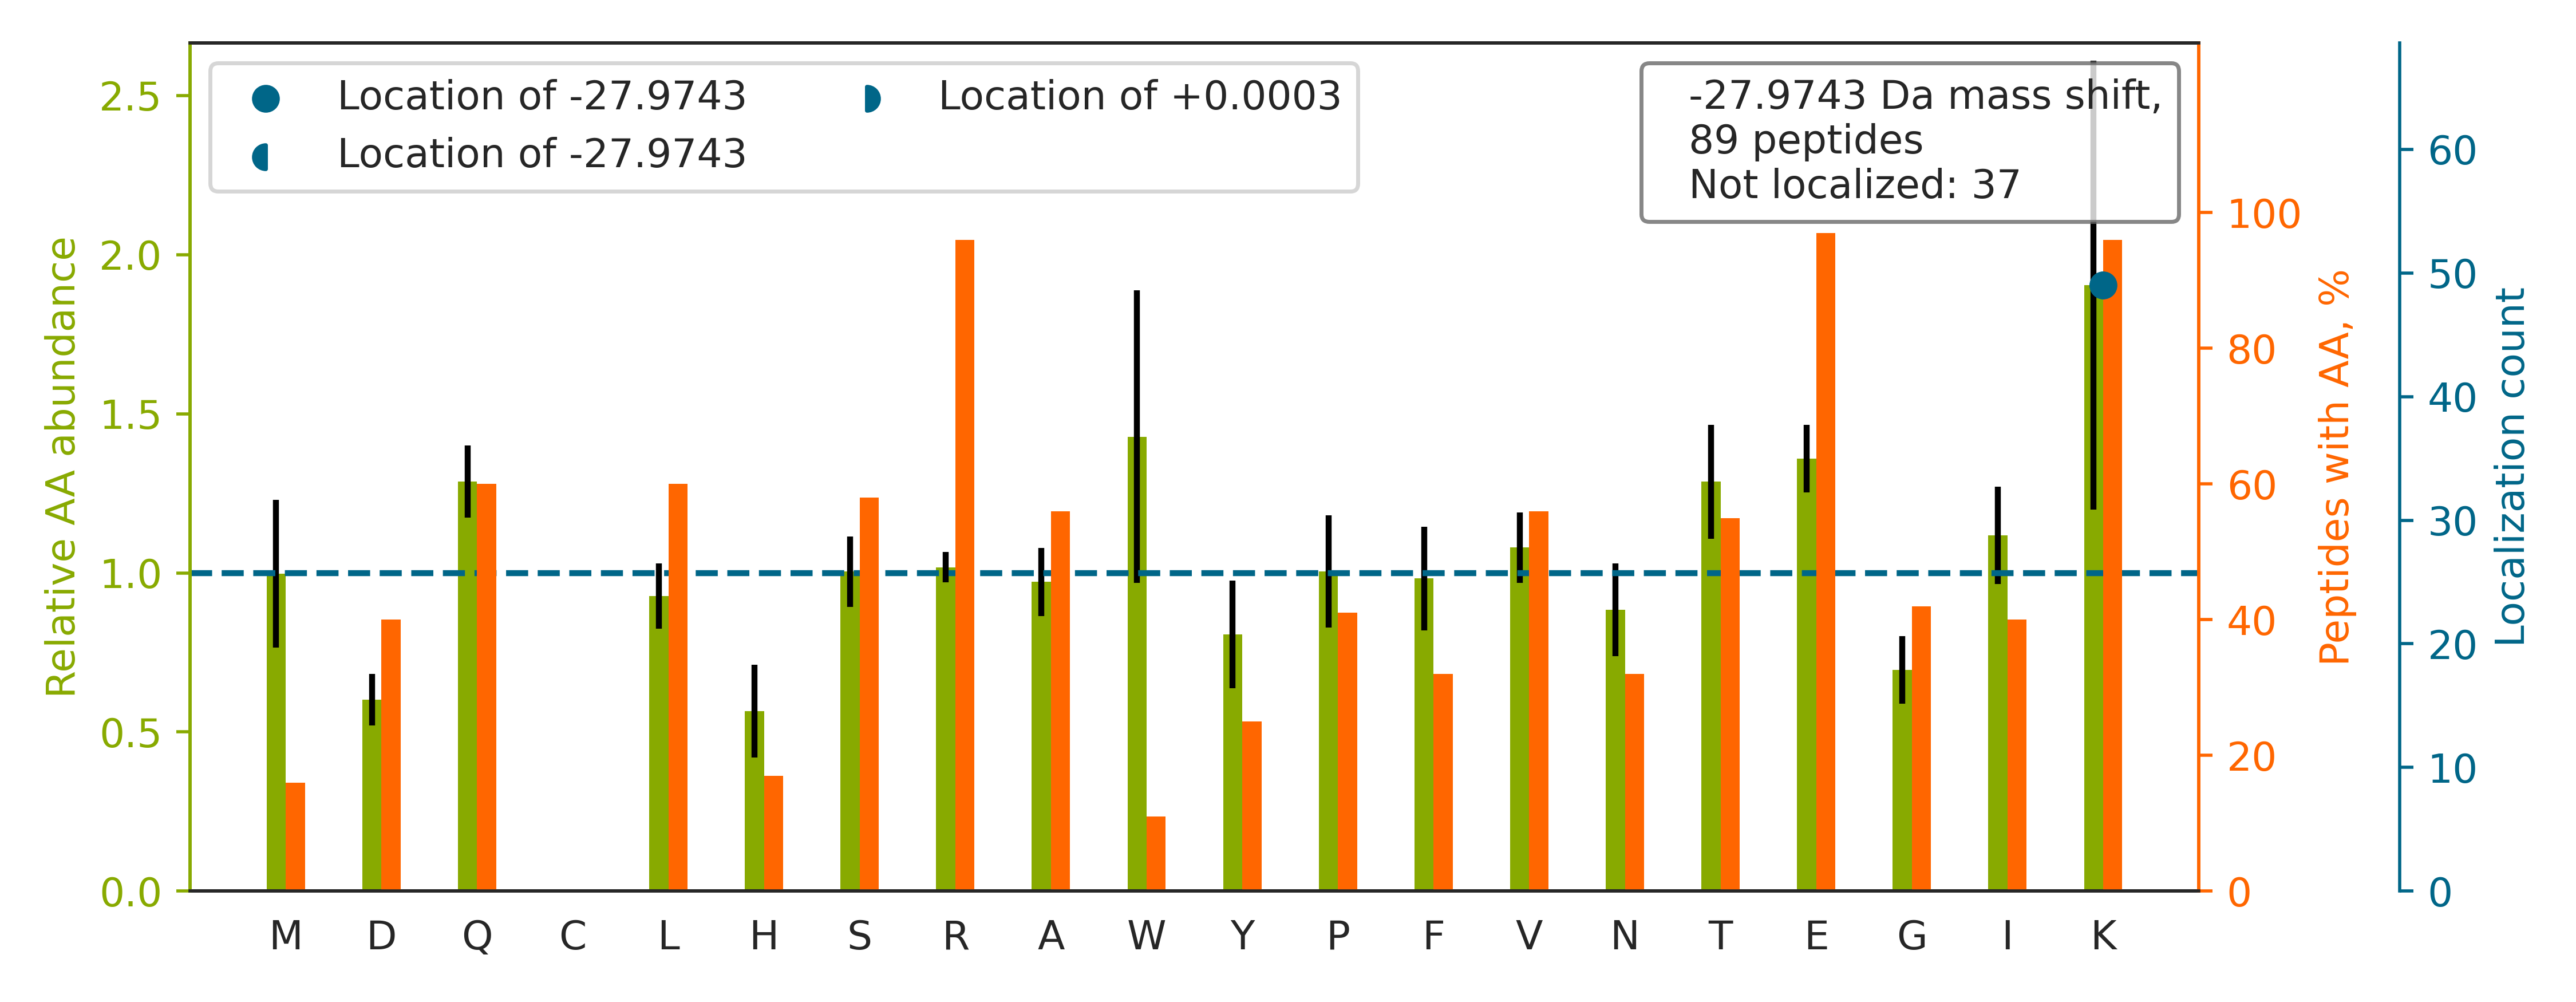 Location of -27.9743
Location of -27.9743
Location of +0.0003
-27.9743 Da mass shift,
89 peptides
Not localized: 37
Relative AA abundance
2.5
2.0
1.5
1.0
0.5
0.0
M D Q C L H S R A W Y P F V N T E G I K
100
80
60
40
20
0
Peptides with AA, %
60
50
40
30
20
10
0
Localization count